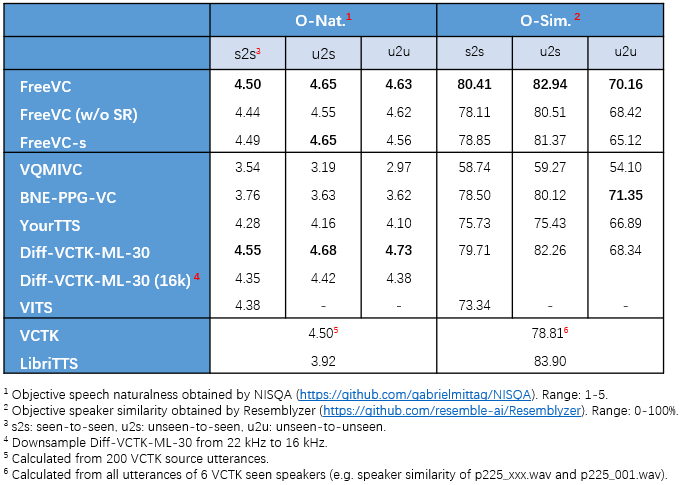 O-Nat.1 O-Sim. 2
s2s3 u2s u2u s2s u2s u2u
FreeVC 4.50 4.65 4.63 80.41 82.94 70.16
FreeVC (w/o SR) 4.44 4.55 4.62 78.11 80.51 68.42
FreeVC-s 4.49 4.65 4.56 78.85 81.37 65.12
VQMIVC 3.54 3.19 2.97 58.74 59.27 54.10
BNE-PPG-VC 3.76 3.63 3.62 78.50 80.12 71.35
YourTTS 4.28 4.16 4.10 75.73 75.43 66.89
Diff-VCTK-ML-30 4.55 4.68 4.73 79.71 82.26 68.34
Diff-VCTK-ML-30 (16k) 4 4.35 4.42 4.38
VITS 4.38 - - 73.34 - -
VCTK 4.505 78.816
LibriTTS 3.92 83.90
1 Objective speech naturalness obtained by NISQA (https://github.com/gabrielmittag/NISQA). Range: 1-5.
2 Objective speaker similarity obtained by Resemblyzer (https://github.com/resemble-ai/Resemblyzer). Range: 0-100%.
3 s2s: seen-to-seen, u2s: unseen-to-seen, u2u: unseen-to-unseen.
4 Downsample Diff-VCTK-ML-30 from 22 kHz to 16 kHz.
5 Calculated from 200 VCTK source utterances.
6 Calculated from all utterances of 6 VCTK seen speakers (e.g. speaker similarity of p225_xxx.wav and p225_001.wav).